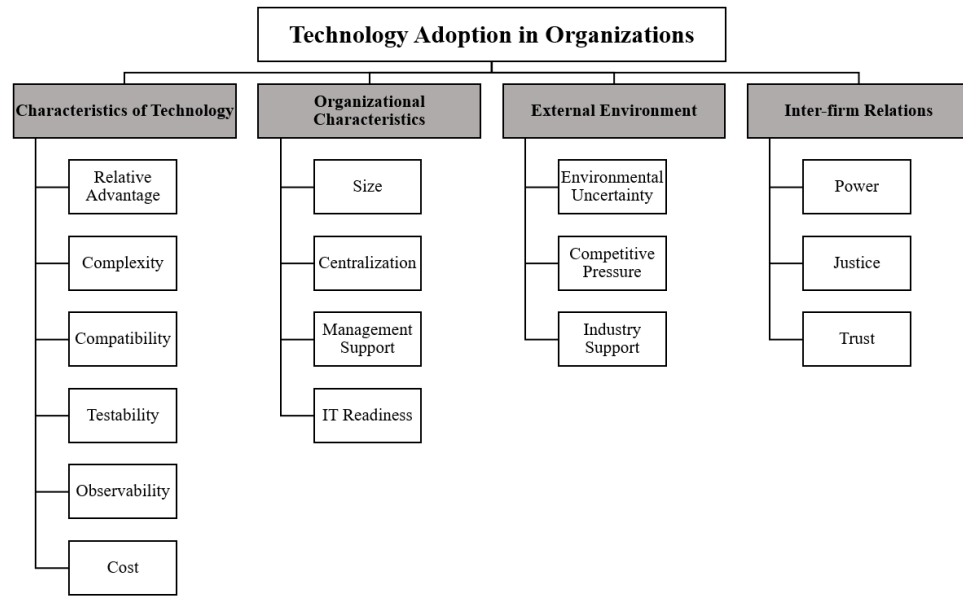 Technology Adoption in Organizations
Characteristics of Technology
Relative
Advantage
Complexity
Compatibility
Testability
Observability
Cost
Organizational
Characteristics
Size
Centralization
Management
Support
IT Readiness
External Environment
Environmental
Uncertainty
Competitive
Pressure
Industry
Support
Inter-firm Relations
Power
Justice
Trust